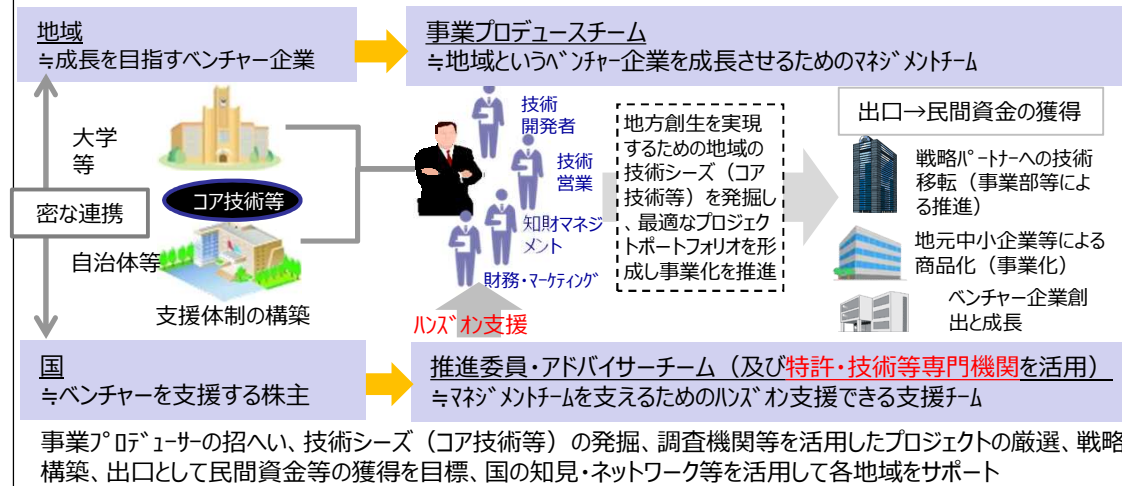 地域
≒成長を目指すベンチャー企業
事業プロデュースチーム
≒地域というベンチャー企業を成長させるためのマネジメントチーム
大学
等
コア技術等
密な連携
自治体等
支援体制の構築
技術
開発者
技術
営業
知財マネジ
メント
財務・マーケティング
ハンズオン支援
地方創生を実現
するための地域の
技術シーズ（コア
技術等）を発掘し
、最適なプロジェク
トポートフォリオを形
成し事業化を推進
出口→民間資金の獲得
戦略パートナーへの技術
移転（事業部等によ
る推進）
地元中小企業等による
商品化（事業化）
ベンチャー企業創
出と成長
国
≒ベンチャーを支援する株主
推進委員・アドバイサーチーム（及び特許・技術等専門機関を活用）
≒マネジメントチームを支えるためのハンズオン支援できる支援チーム
事業プロデューサーの招へい、技術シーズ（コア技術等）の発掘、調査機関等を活用したプロジェクトの厳選、戦略
構築、出口として民間資金等の獲得を目標、国の知見・ネットワーク等を活用して各地域をサポート